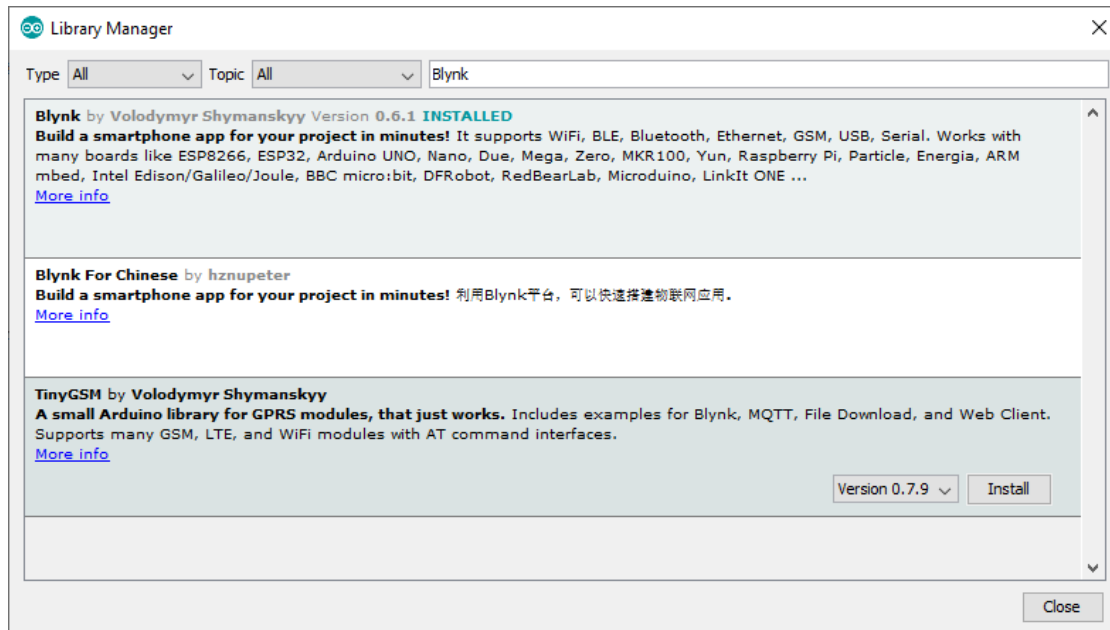 Library Manager
Type All Topic All Blynk
Blynk by Volodymyr Shymanskyy Version 0.6.1 INSTALLED
Build a smartphone app for your project in minutes! It supports WiFi, BLE, Bluetooth, Ethernet, GSM, USB, Serial. Works with
many boards like ESP8266, ESP32, Arduino UNO, Nano, Due, Mega, Zero, MKR100, Yun, Raspberry Pi, Particle, Energia, ARM
mbed, Intel Edison/Galileo/Joule, BBC micro:bit, DFRobot, RedBearLab, Microduino, LinkIt ONE ...
More info
Blynk For Chinese by hznupeter
Build a smartphone app for your project in minutes! 利用Blynk平台，可以快速搭建物联网应用。
More info
TinyGSM by Volodymyr Shymanskyy
A small Arduino library for GPRS modules, that just works. Includes examples for Blynk, MQTT, File Download, and Web Client.
Supports many GSM, LTE, and WiFi modules with AT command interfaces.
More info
Version 0.7.9 Install
Close